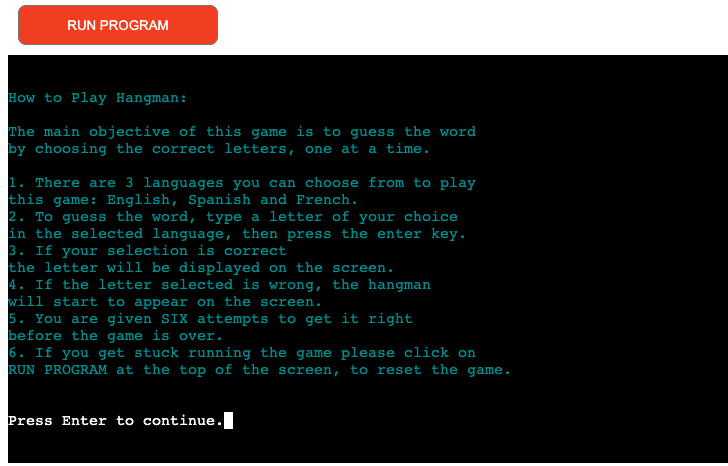 RUN PROGRAM
How to Play Hangman:
The main objective of this game is to guess the word
by choosing the correct letters, one at a time.
1. There are 3 languages you can choose from to play
this game: English, Spanish and French.
2. To guess the word, type a letter of your choice
in the selected language, then press the enter key.
3. If your selection is correct
the letter will be displayed on the screen.
4. If the letter selected is wrong, the hangman
will start to appear on the screen.
5. You are given SIX attempts to get it right
before the game is over.
6. If you get stuck running the game please click on
RUN PROGRAM at the top of the screen, to reset the game.
Press Enter to continue.